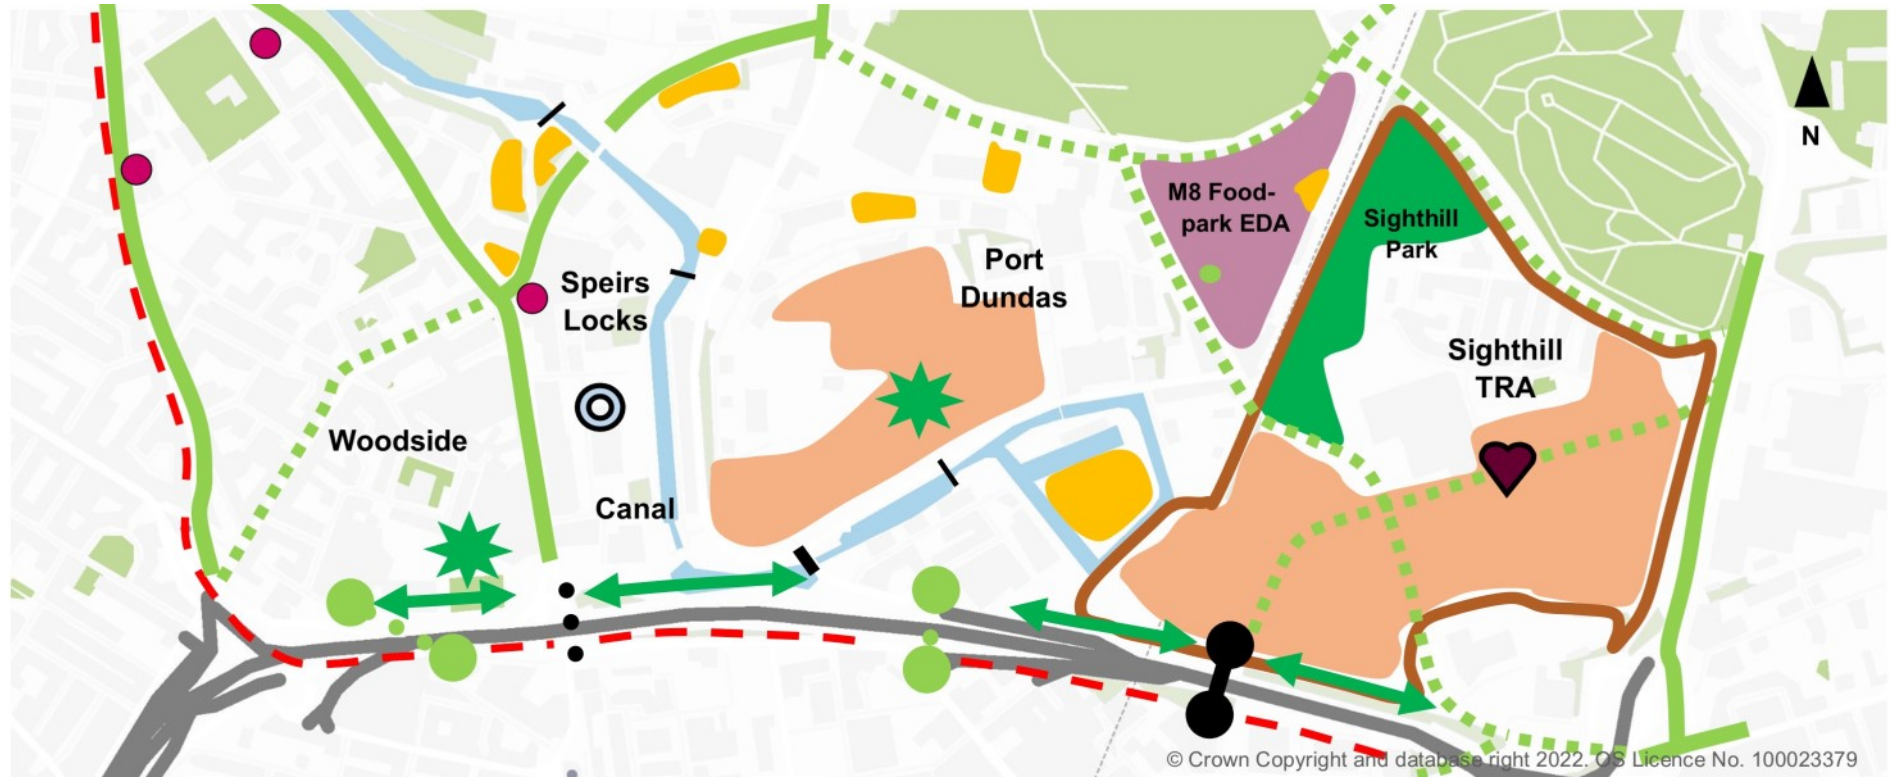 N
M8 Food-
park EDA
Sighthill
Park
Port
Dundas
Speirs
Locks
Sighthill
TRA
Woodside
Canal
© Crown Copyright and database right 2022. OS Licence No. 100023379